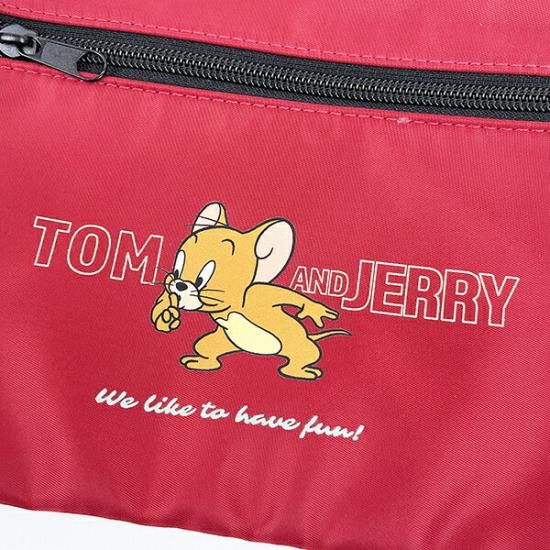 TOM AND JERRY
We like to have fun!